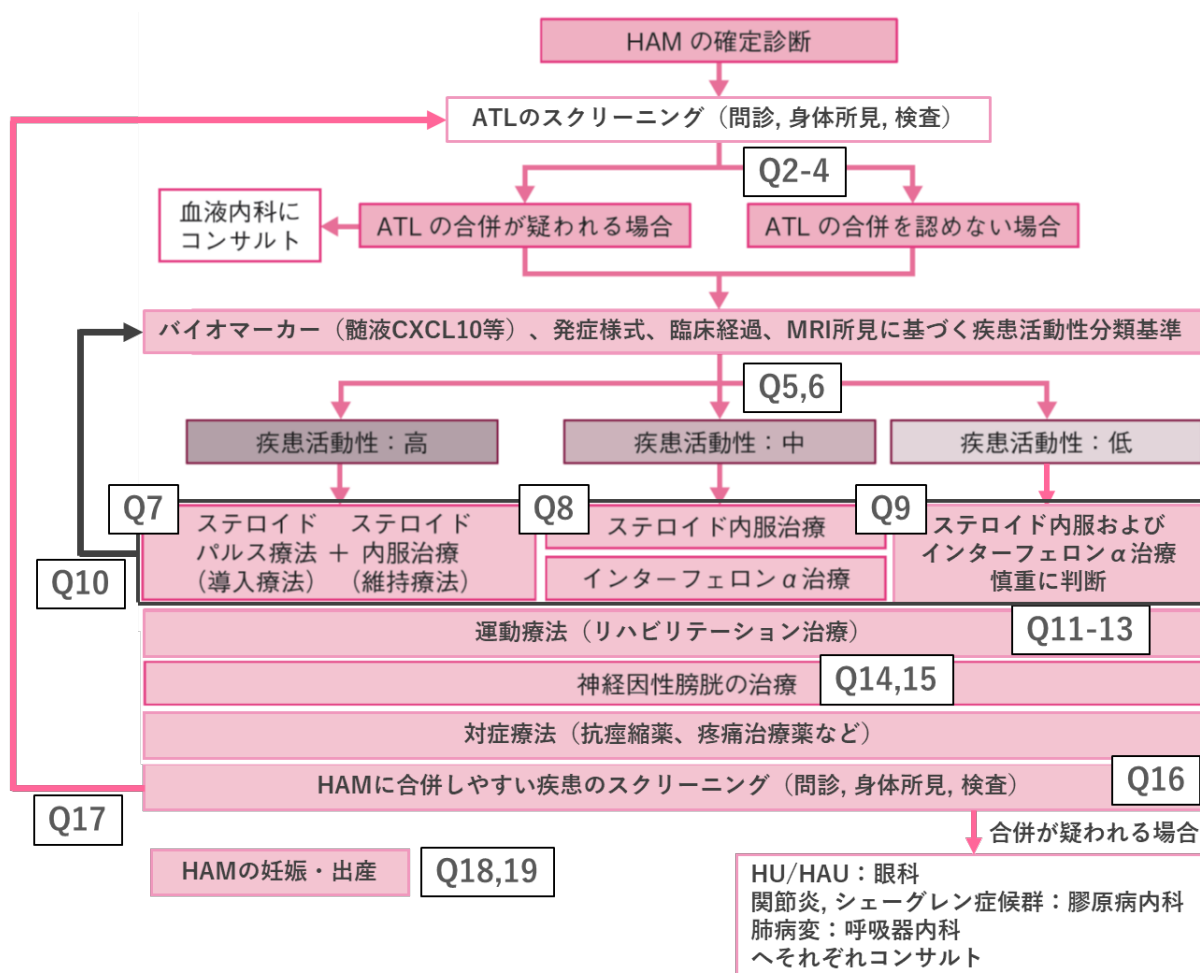 HAM の確定診断
ATLのスクリーニング（問診, 身体所見, 検査）
Q2-4
血液内科に
コンサルト
ATL の合併が疑われる場合
ATL の合併を認めない場合
バイオマーカー（髄液CXCL10等）、発症様式、臨床経過、MRI所見に基づく疾患活動性分類基準
Q5,6
疾患活動性：高
疾患活動性：中
疾患活動性：低
Q7
ステロイド ステロイド
パルス療法 ＋ 内服治療
（導入療法） （維持療法）
Q8
ステロイド内服治療
インターフェロンα治療
Q9
ステロイド内服および
インターフェロンα治療
慎重に判断
Q10
運動療法（リハビリテーション治療）
Q11-13
神経因性膀胱の治療
Q14,15
対症療法（抗痙縮薬、疼痛治療薬など）
HAMに合併しやすい疾患のスクリーニング（問診, 身体所見, 検査）
Q16
Q17
合併が疑われる場合
HAMの妊娠・出産
Q18,19
HU/HAU：眼科
関節炎, シェーグレン症候群：膠原病内科
肺病変：呼吸器内科
へそれぞれコンサルト